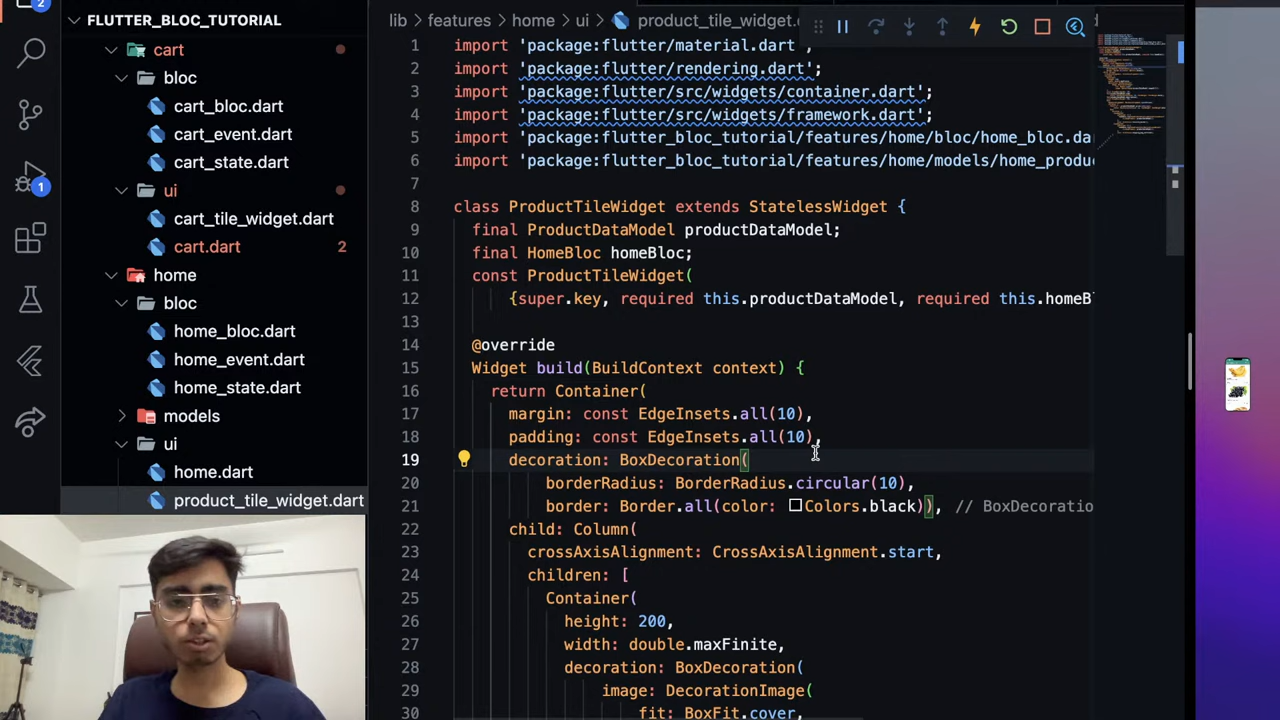 2
FLUTTER_BLOC_TUTORIAL
cart
bloc
cart_bloc.dart
cart_event.dart
cart_state.dart
ui
cart_tile_widget.dart
cart.dart 2
home
bloc
home_bloc.dart
home_event.dart
home_state.dart
models
ui
home.dart
product_tile_widget.dart
1
lib features home ui product_tile_widget.
1 import 'package:flutter/material.dart';
2 import 'package:flutter/rendering.dart';
3 import 'package:flutter/src/widgets/container.dart';
4 import 'package:flutter/src/widgets/framework.dart';
5 import 'package:flutter_bloc_tutorial/features/home/bloc/home_bloc.da
6 import 'package:flutter_bloc_tutorial/features/home/models/home_produ
7
8 class ProductTileWidget extends StatelessWidget {
9 final ProductDataModel productDataModel;
10 final HomeBloc homeBloc;
11 const ProductTileWidget(
12 {super.key, required this.productDataModel, required this.homeB
13
14 @override
15 Widget build(BuildContext context) {
16 return Container(
17 margin: const EdgeInsets.all(10),
18 padding: const EdgeInsets.all(10),
19 decoration: BoxDecoration(
20 borderRadius: BorderRadius.circular(10),
21 border: Border.all(color: Colors.black)), // BoxDecoratio
22 child: Column(
23 crossAxisAlignment: CrossAxisAlignment.start,
24 children: [
25 Container(
26 height: 200,
27 width: double.maxFinite,
28 decoration: BoxDecoration(
29 image: DecorationImage(
30 fit: BoxFit.cover,